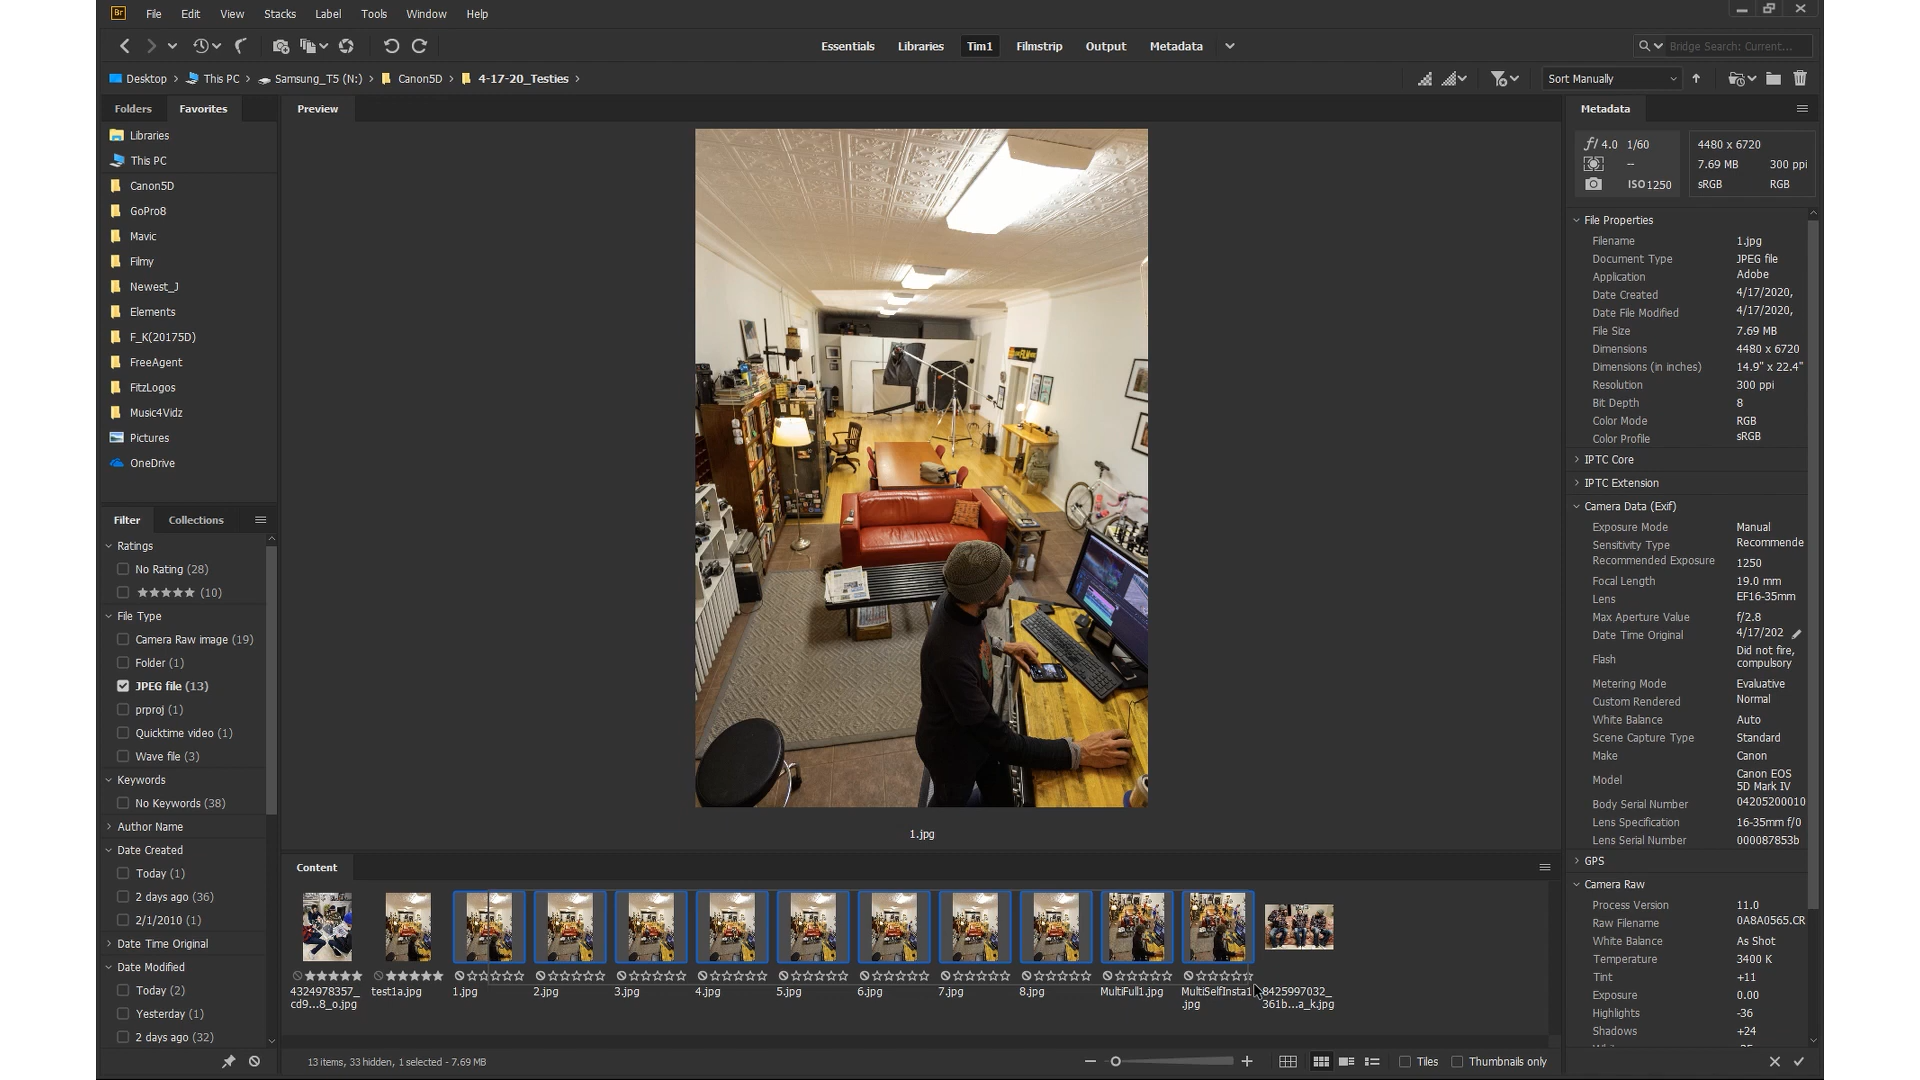 Br File Edit View Stacks Label Tools Window Help
Essentials Libraries Tim1 Filmstrip Output Metadata
Bridge Search: Current...
Desktop This PC Samsung_T5 (N:) Canon5D 4-17-20_Testies
Sort Manually
Folders Favorites
Libraries
This PC
Canon5D
GoPro8
Mavic
Filmy
Newest_J
Elements
F_K(20175D)
FreeAgent
FitzLogos
Music4Vidz
Pictures
OneDrive
Filter Collections
Ratings
No Rating (28)
★★★★★ (10)
File Type
Camera Raw image (19)
Folder (1)
JPEG file (13)
prproj (1)
Quicktime video (1)
Wave file (3)
Keywords
No Keywords (38)
Author Name
Date Created
Today (1)
2 days ago (36)
2/1/2010 (1)
Date Time Original
Date Modified
Today (2)
Yesterday (1)
2 days ago (32)
Preview
1.jpg
Content
4324978357_
cd9...8_o.jpg
test1a.jpg
1.jpg
2.jpg
3.jpg
4.jpg
5.jpg
6.jpg
7.jpg
8.jpg
MultiFull1.jpg
MultiSelfInsta1
.jpg
8425997032_
361b...a_k.jpg
13 items, 33 hidden, 1 selected - 7.69 MB
Tiles Thumbnails only
Metadata
f/ 4.0 1/60
--
ISO 1250
4480 x 6720
7.69 MB 300 ppi
sRGB RGB
File Properties
Filename 1.jpg
Document Type JPEG file
Application Adobe
Date Created 4/17/2020,
Date File Modified 4/17/2020,
File Size 7.69 MB
Dimensions 4480 x 6720
Dimensions (in inches) 14.9" x 22.4"
Resolution 300 ppi
Bit Depth 8
Color Mode RGB
Color Profile sRGB
IPTC Core
IPTC Extension
Camera Data (Exif)
Exposure Mode Manual
Sensitivity Type Recommende
Recommended Exposure 1250
Focal Length 19.0 mm
Lens EF16-35mm
Max Aperture Value f/2.8
Date Time Original 4/17/202
Flash Did not fire,
compulsory
Metering Mode Evaluative
Custom Rendered Normal
White Balance Auto
Scene Capture Type Standard
Make Canon
Model Canon EOS
5D Mark IV
Body Serial Number 04205200010
Lens Specification 16-35mm f/0
Lens Serial Number 000087853b
GPS
Camera Raw
Process Version 11.0
Raw Filename 0A8A0565.CR
White Balance As Shot
Temperature 3400 K
Tint +11
Exposure 0.00
Highlights -36
Shadows +24